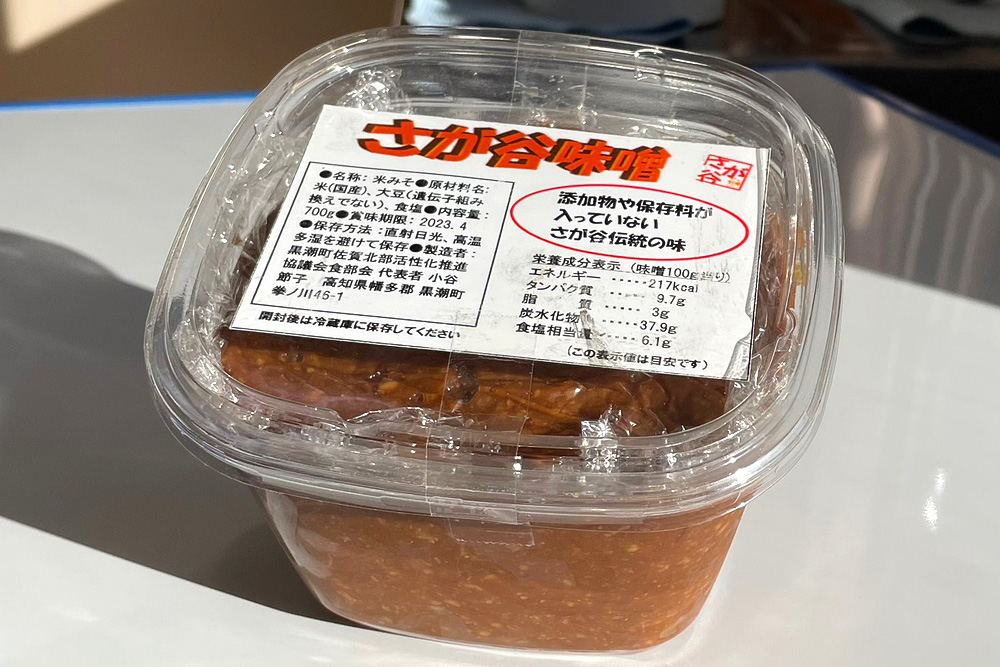 さが谷味噌
さが
谷
●名称：米みそ●原材料名：
米(国産)、大豆(遺伝子組み
換えでない)、食塩●内容量：
700g●賞味期限：2023.4
●保存方法：直射日光、高温
多湿を避けて保存●製造者：
黒潮町佐賀北部活性化推進
協議会食部会 代表者 小谷
節子 高知県幡多郡 黒潮町
拳ノ川46-1
開封後は冷蔵庫に保存してください
添加物や保存料が
入っていない
さが谷伝統の味
栄養成分表示（味噌100g当り）
エネルギー ・・・・・217kcal
タンパク質 ・・・・・ 9.7g
脂 質 ・・・・・ 3g
炭水化物 ・・・・・37.9g
食塩相当量 ・・・・・ 6.1g
（この表示値は目安です）